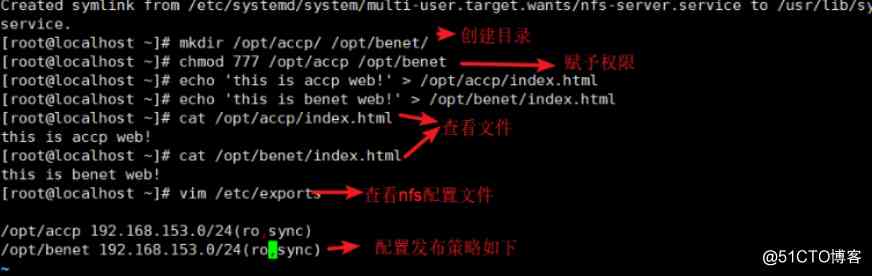 Created symlink from /etc/systemd/system/multi-user.target.wants/nfs-server.service to /usr/lib/sy
service.
[root@localhost ~]# mkdir /opt/accp/ /opt/benet/ 创建目录
[root@localhost ~]# chmod 777 /opt/accp /opt/benet 赋予权限
[root@localhost ~]# echo 'this is accp web!' > /opt/accp/index.html
[root@localhost ~]# echo 'this is benet web!' > /opt/benet/index.html
[root@localhost ~]# cat /opt/accp/index.html 查看文件
this is accp web!
[root@localhost ~]# cat /opt/benet/index.html
this is benet web!
[root@localhost ~]# vim /etc/exports 查看nfs配置文件
/opt/accp 192.168.153.0/24(ro,sync)
/opt/benet 192.168.153.0/24(ro,sync) 配置发布策略如下
~
@51CTO博客